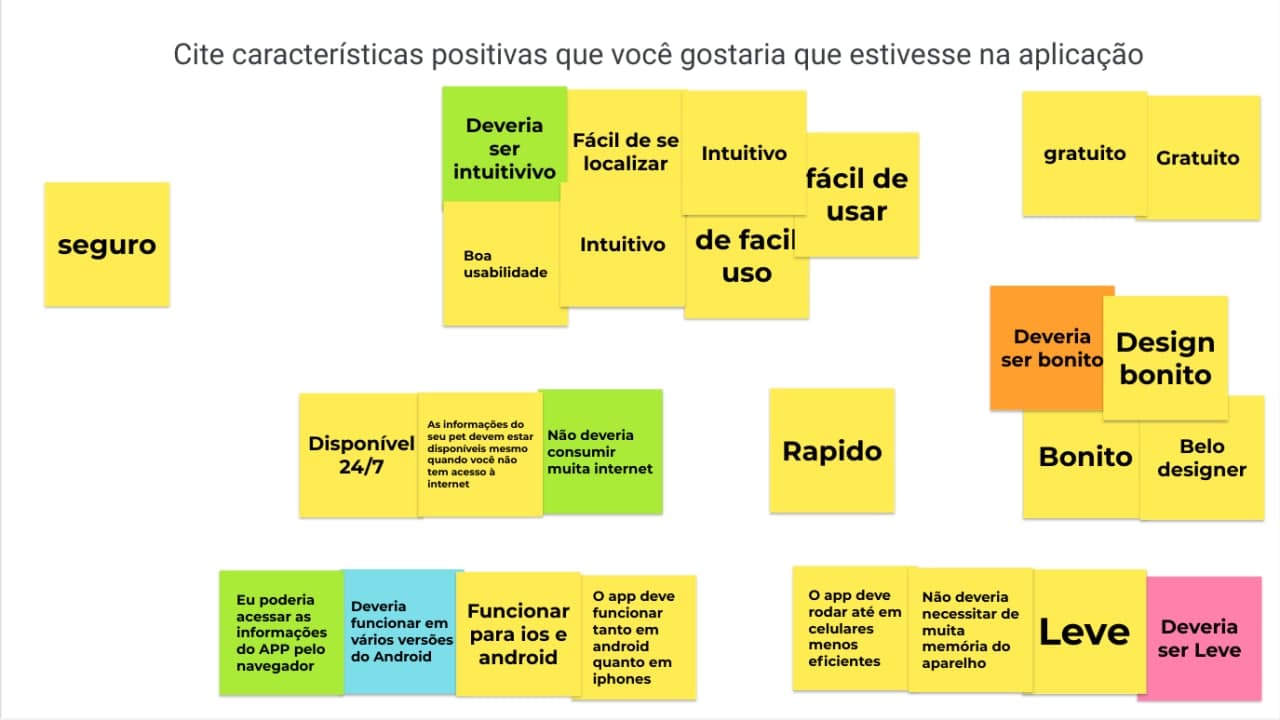 Cite características positivas que você gostaria que estivesse na aplicação
seguro
Deveria
ser
intuitivivo
Fácil de se
localizar
Intuitivo
fácil de
usar
Boa
usabilidade
Intuitivo
de facil
uso
gratuito
Gratuito
Deveria
ser bonito
Design
bonito
Bonito
Belo
designer
Disponível
24/7
As informações do
seu pet devem estar
disponíveis mesmo
quando você não
tem acesso à
internet
Não deveria
consumir
muita internet
Rapido
Eu poderia
acessar as
informações
do APP pelo
navegador
Deveria
funcionar em
vários versões
do Android
Funcionar
para ios e
android
O app deve
funcionar
tanto em
android
quanto em
iphones
O app deve
rodar até em
celulares
menos
eficientes
Não deveria
necessitar de
muita
memória do
aparelho
Leve
Deveria
ser Leve